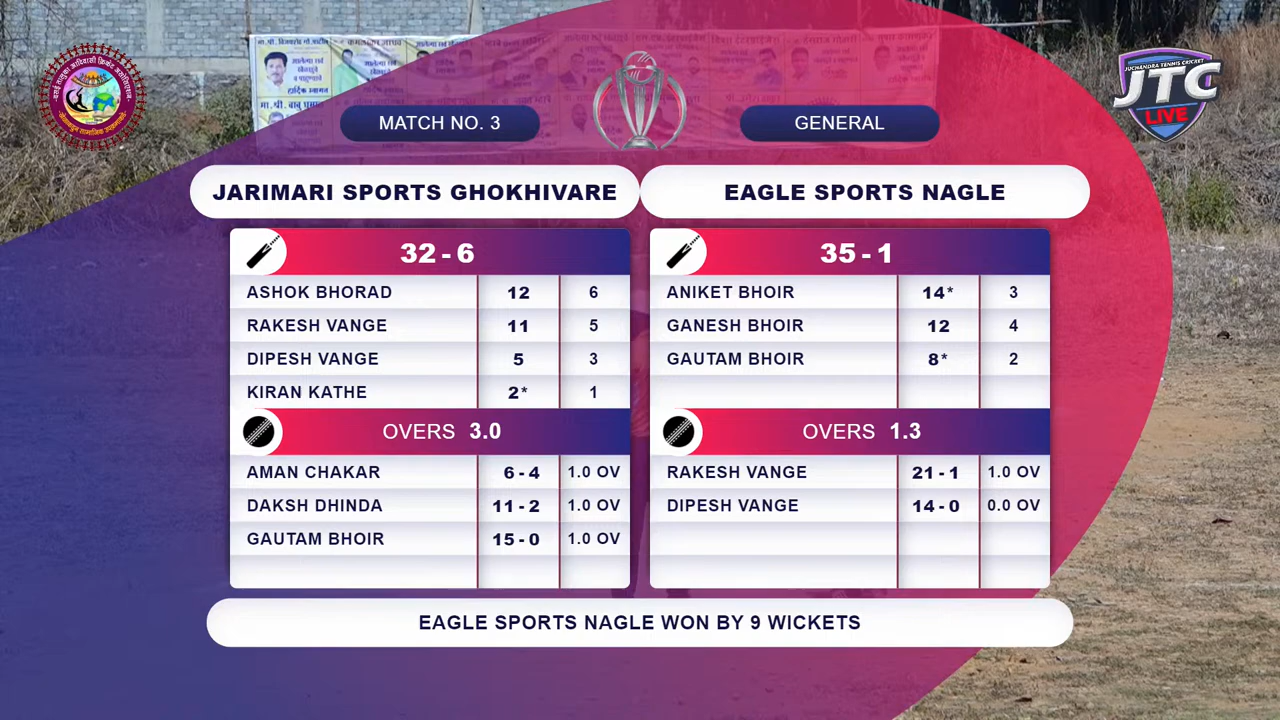 JUCHANDRA TENNIS CRICKET
JTC
LIVE
MATCH NO. 3
GENERAL
JARIMARI SPORTS GHOKHIVARE
EAGLE SPORTS NAGLE
32 - 6
ASHOK BHORAD 12 6
RAKESH VANGE 11 5
DIPESH VANGE 5 3
KIRAN KATHE 2* 1
OVERS 3.0
AMAN CHAKAR 6 - 4 1.0 OV
DAKSH DHINDA 11 - 2 1.0 OV
GAUTAM BHOIR 15 - 0 1.0 OV
35 - 1
ANIKET BHOIR 14* 3
GANESH BHOIR 12 4
GAUTAM BHOIR 8* 2
OVERS 1.3
RAKESH VANGE 21 - 1 1.0 OV
DIPESH VANGE 14 - 0 0.0 OV
EAGLE SPORTS NAGLE WON BY 9 WICKETS